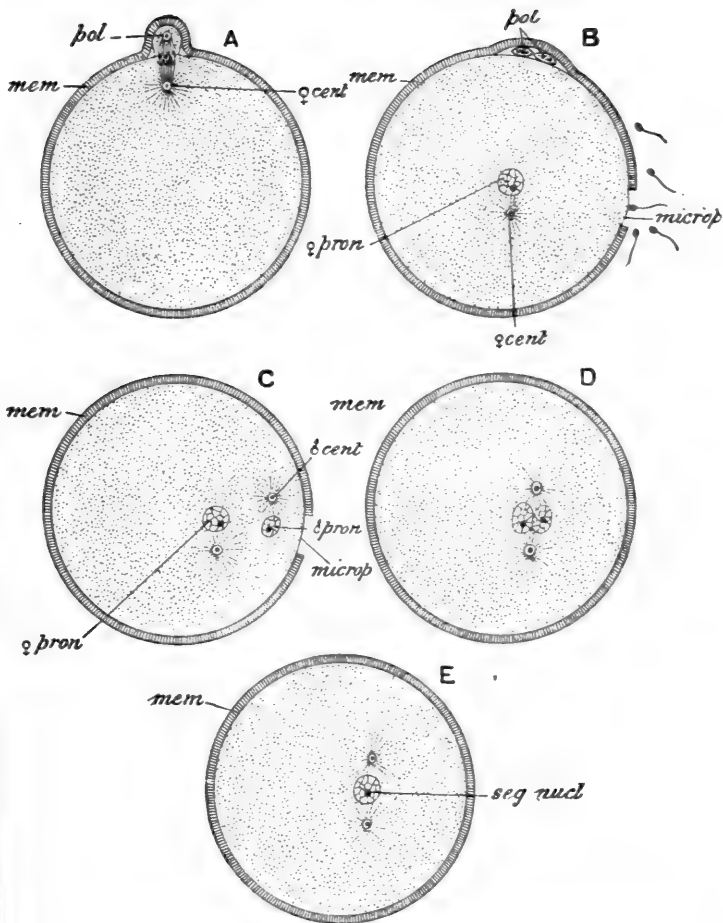 pol
A
mem
♀cent
pol
B
mem
microp
♀pron
♀cent
C
mem
♂cent
♂pron
microp
♀pron
D
mem
E
mem
seg nucl